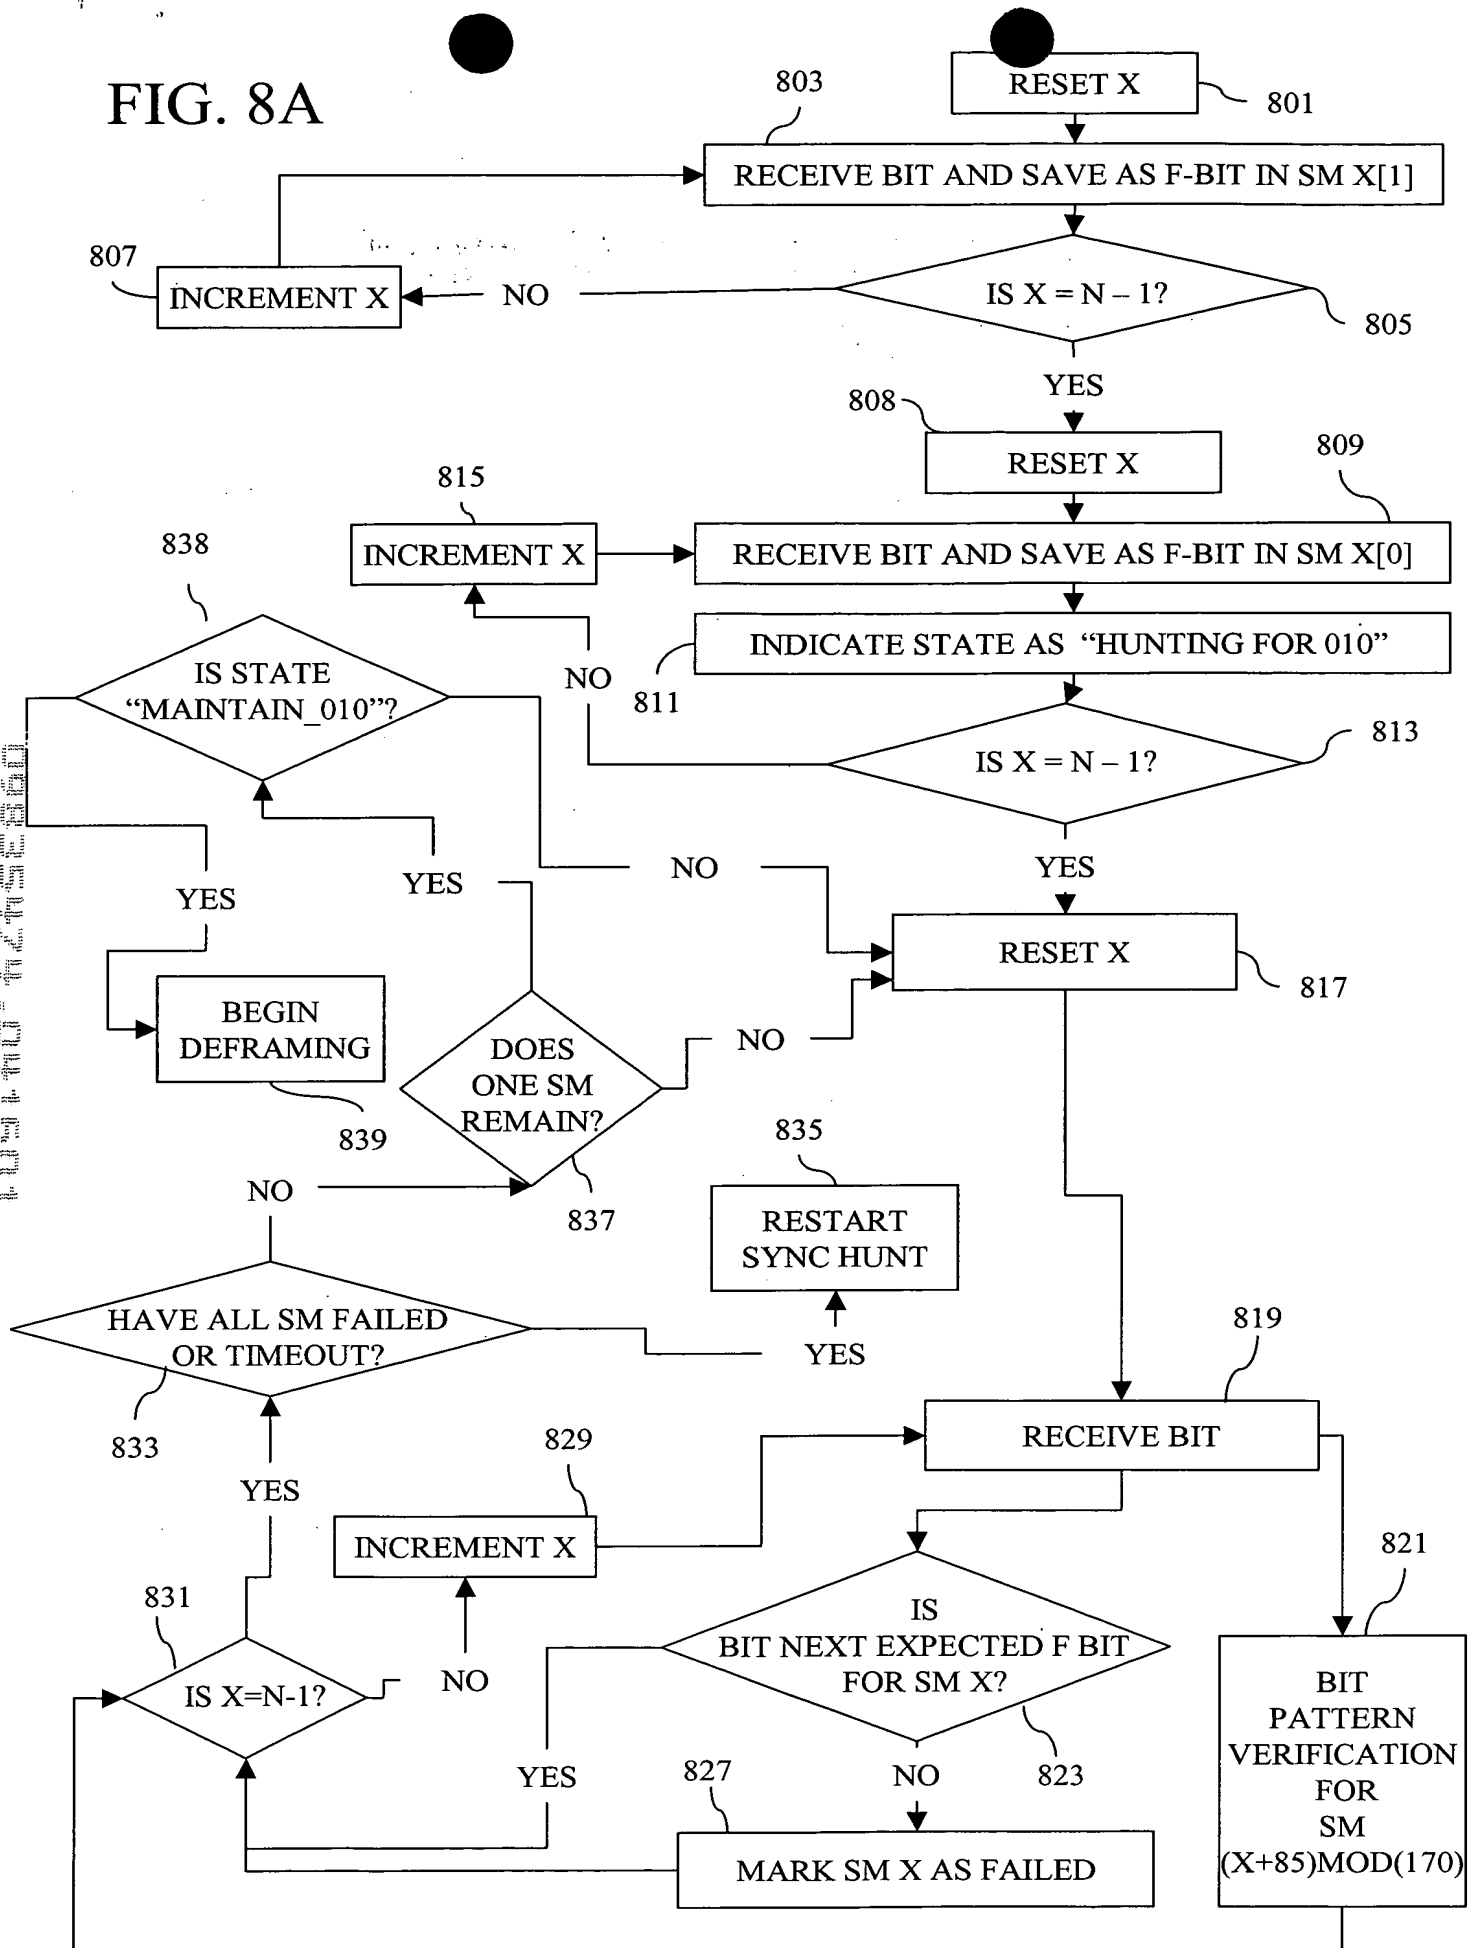 FIG. 8A
RESET X
801
803
RECEIVE BIT AND SAVE AS F-BIT IN SM X[1]
807
INCREMENT X
NO
IS X = N – 1?
805
YES
808
RESET X
809
815
INCREMENT X
RECEIVE BIT AND SAVE AS F-BIT IN SM X[0]
838
INDICATE STATE AS “HUNTING FOR 010”
811
NO
IS STATE
“MAINTAIN_010”?
IS X = N – 1?
813
YES
YES
NO
YES
RESET X
817
BEGIN
DEFRAMING
839
DOES
ONE SM
REMAIN?
837
NO
835
NO
RESTART
SYNC HUNT
HAVE ALL SM FAILED
OR TIMEOUT?
833
YES
819
RECEIVE BIT
829
YES
INCREMENT X
821
831
IS X=N-1?
NO
IS
BIT NEXT EXPECTED F BIT
FOR SM X?
823
BIT
PATTERN
VERIFICATION
FOR
SM
(X+85)MOD(170)
YES
827
NO
MARK SM X AS FAILED